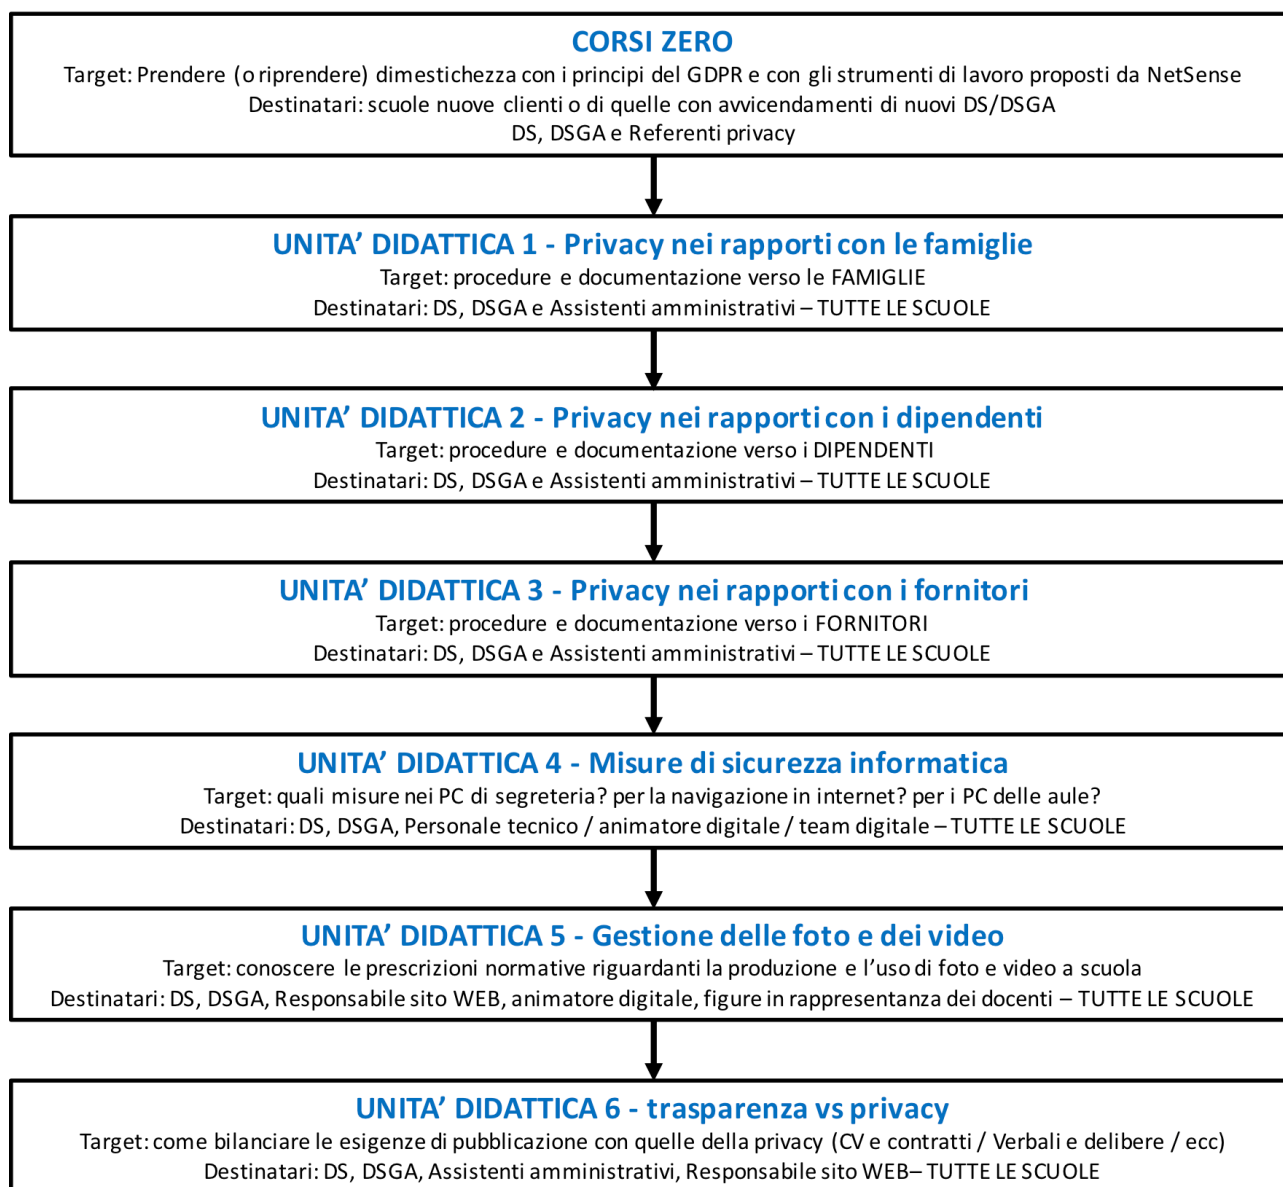 CORSI ZERO
Target: Prendere (o riprendere) dimestichezza con i principi del GDPR e con gli strumenti di lavoro proposti da NetSense
Destinatari: scuole nuove clienti o di quelle con avvicendamenti di nuovi DS/DSGA
DS, DSGA e Referenti privacy
UNITA’ DIDATTICA 1 - Privacy nei rapporti con le famiglie
Target: procedure e documentazione verso le FAMIGLIE
Destinatari: DS, DSGA e Assistenti amministrativi – TUTTE LE SCUOLE
UNITA’ DIDATTICA 2 - Privacy nei rapporti con i dipendenti
Target: procedure e documentazione verso i DIPENDENTI
Destinatari: DS, DSGA e Assistenti amministrativi – TUTTE LE SCUOLE
UNITA’ DIDATTICA 3 - Privacy nei rapporti con i fornitori
Target: procedure e documentazione verso i FORNITORI
Destinatari: DS, DSGA e Assistenti amministrativi – TUTTE LE SCUOLE
UNITA’ DIDATTICA 4 - Misure di sicurezza informatica
Target: quali misure nei PC di segreteria? per la navigazione in internet? per i PC delle aule?
Destinatari: DS, DSGA, Personale tecnico / animatore digitale / team digitale – TUTTE LE SCUOLE
UNITA’ DIDATTICA 5 - Gestione delle foto e dei video
Target: conoscere le prescrizioni normative riguardanti la produzione e l’uso di foto e video a scuola
Destinatari: DS, DSGA, Responsabile sito WEB, animatore digitale, figure in rappresentanza dei docenti – TUTTE LE SCUOLE
UNITA’ DIDATTICA 6 - trasparenza vs privacy
Target: come bilanciare le esigenze di pubblicazione con quelle della privacy (CV e contratti / Verbali e delibere / ecc)
Destinatari: DS, DSGA, Assistenti amministrativi, Responsabile sito WEB– TUTTE LE SCUOLE